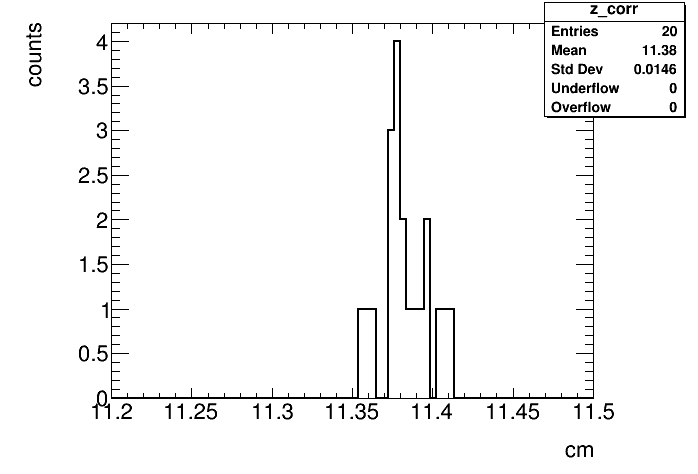 z_corr
Entries 20
Mean 11.38
Std Dev 0.0146
Underflow 0
Overflow 0
counts
4
3.5
3
2.5
2
1.5
1
0.5
0
11.2 11.25 11.3 11.35 11.4 11.45 11.5
cm